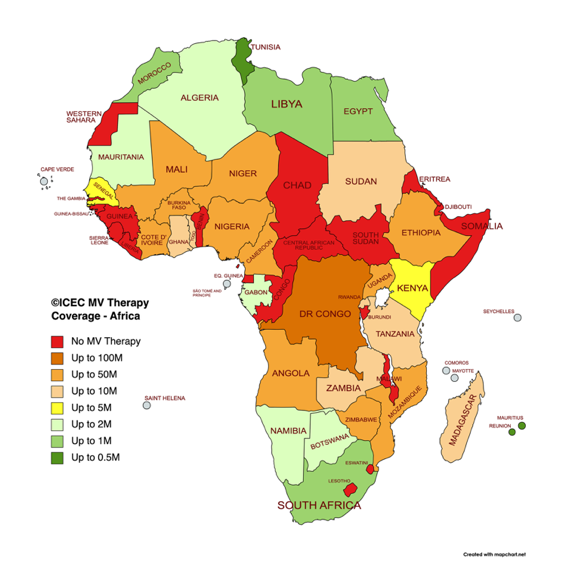 TUNISIA
MOROCCO
ALGERIA
LIBYA
EGYPT
WESTERN
SAHARA
MAURITANIA
MALI
NIGER
CHAD
SUDAN
ERITREA
CAPE VERDE
SENEGAL
THE GAMBIA
GUINEA-BISSAU
GUINEA
BURKINA
FASO
DJIBOUTI
SOMALIA
SIERRA
LEONE
COTE D'
IVOIRE
GHANA
NIGERIA
CAMEROON
CENTRAL AFRICAN
REPUBLIC
SOUTH
SUDAN
ETHIOPIA
EQ. GUINEA
SÃO TOMÉ AND
PRÍNCIPE
GABON
CONGO
DR CONGO
UGANDA
KENYA
RWANDA
BURUNDI
TANZANIA
SEYCHELLES
©ICEC MV Therapy
Coverage - Africa
No MV Therapy
Up to 100M
Up to 50M
Up to 10M
Up to 5M
Up to 2M
Up to 1M
Up to 0.5M
SAINT HELENA
COMOROS
MAYOTTE
ANGOLA
ZAMBIA
MALAWI
MOZAMBIQUE
MADAGASCAR
MAURITIUS
REUNION
ZIMBABWE
NAMIBIA
BOTSWANA
ESWATINI
LESOTHO
SOUTH AFRICA
Created with mapchart.net